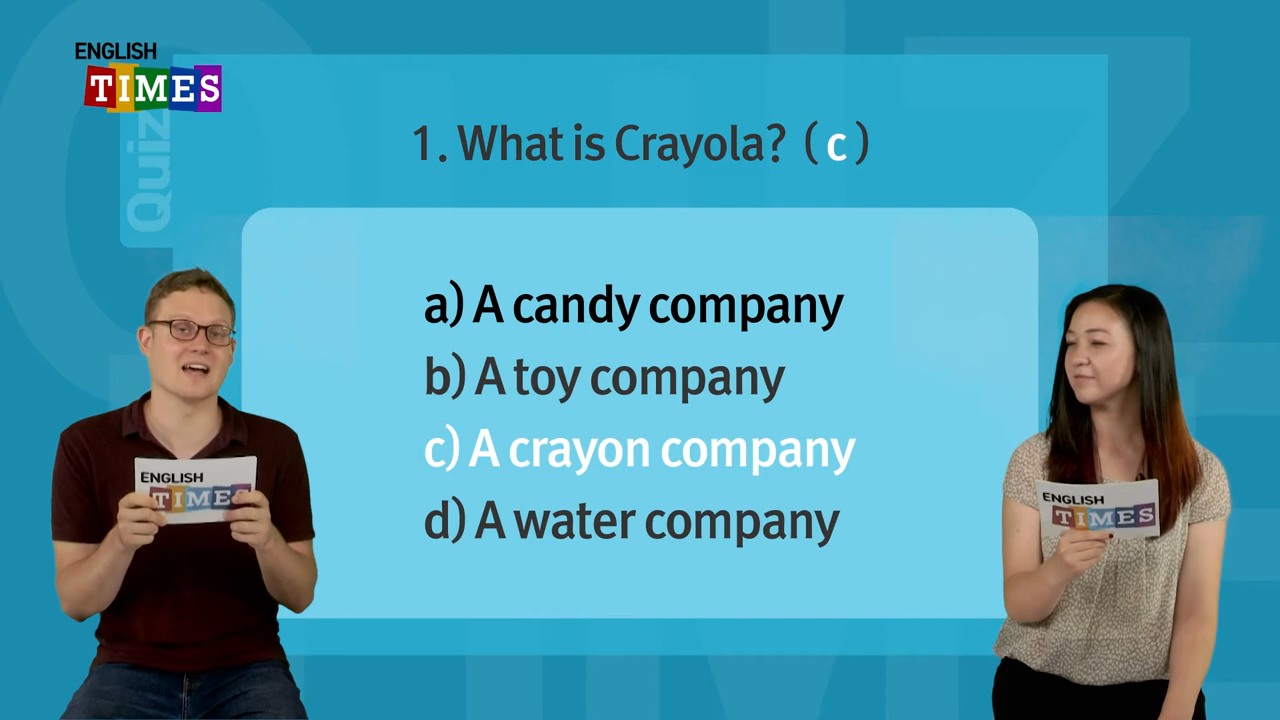 ENGLISH
TIMES
Quiz
1. What is Crayola? ( c )
a) A candy company
b) A toy company
c) A crayon company
d) A water company
ENGLISH
TIMES
ENGLISH
TIMES